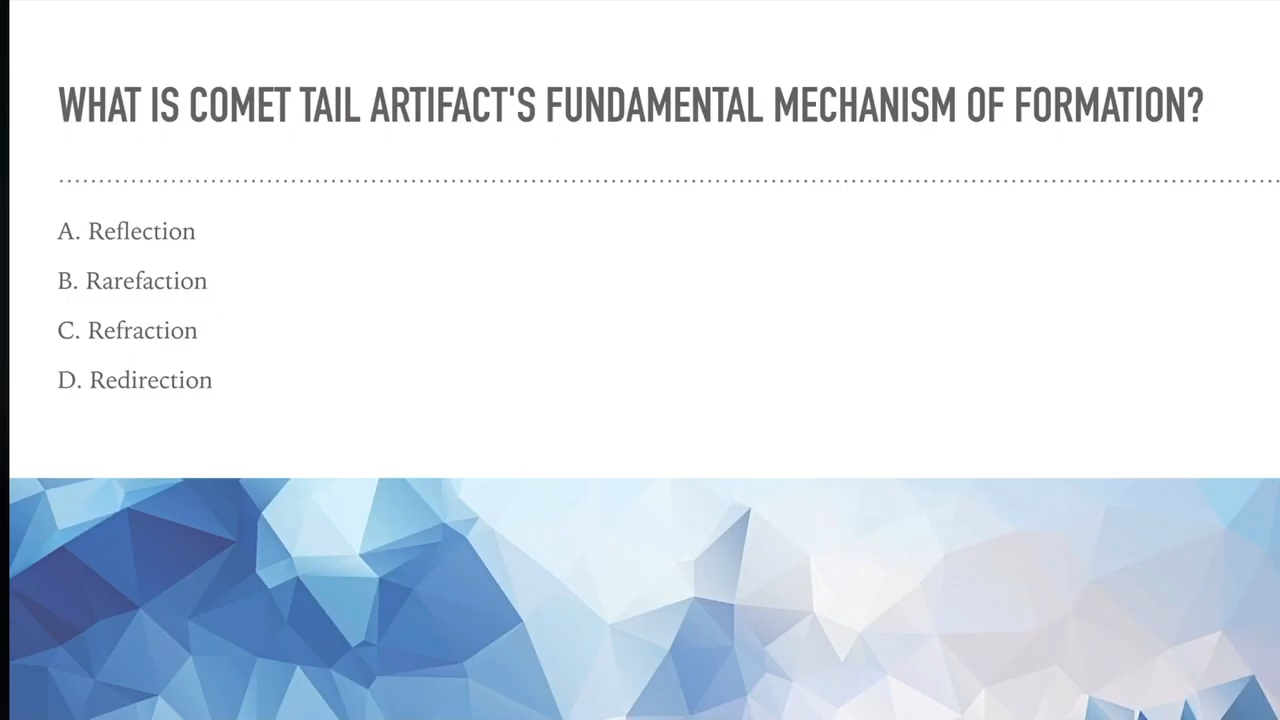 WHAT IS COMET TAIL ARTIFACT'S FUNDAMENTAL MECHANISM OF FORMATION?
A. Reflection
B. Rarefaction
C. Refraction
D. Redirection